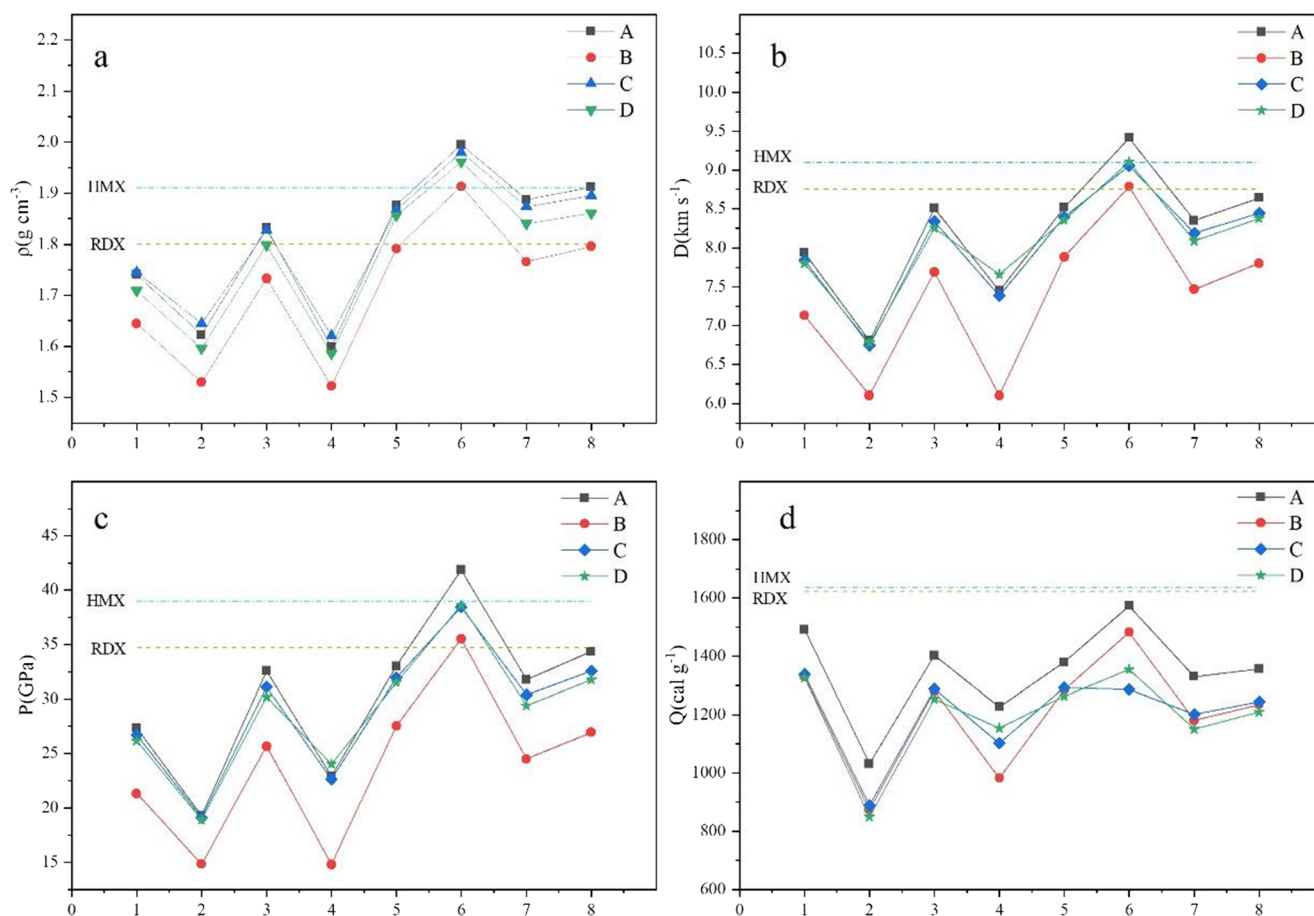 a
A
B
C
D
2.2
2.1
2.0
1.9
1.8
1.7
1.6
1.5
HMX
RDX
ρ(g cm-3)
0 1 2 3 4 5 6 7 8
b
A
B
C
D
10.5
10.0
9.5
9.0
8.5
8.0
7.5
7.0
6.5
6.0
HMX
RDX
D(km s-1)
0 1 2 3 4 5 6 7 8
c
A
B
C
D
45
40
35
30
25
20
15
HMX
RDX
P(GPa)
0 1 2 3 4 5 6 7 8
d
A
B
C
D
1800
1600
1400
1200
1000
800
600
HMX
RDX
Q(cal g-1)
0 1 2 3 4 5 6 7 8